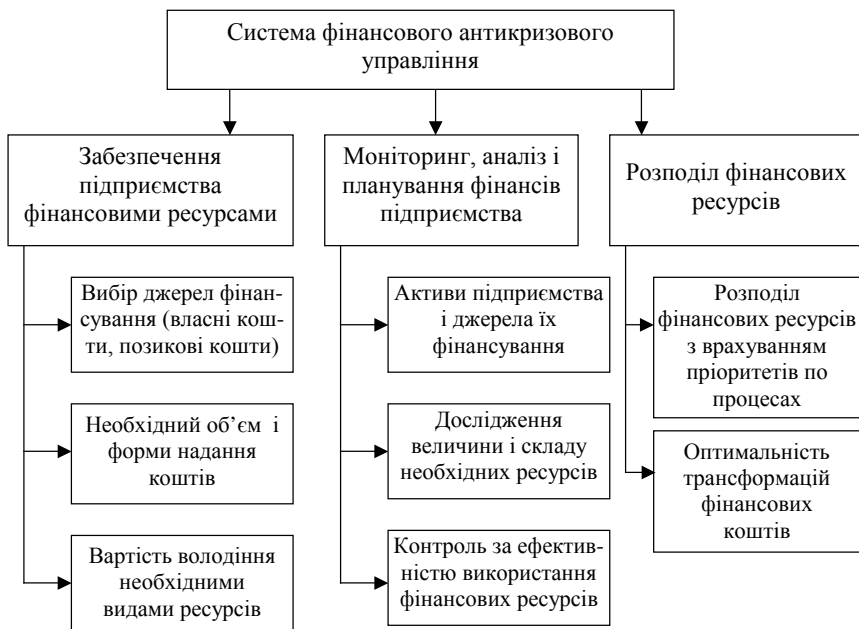 Система фінансового антикризового
управління
Забезпечення
підприємства
фінансовими ресурсами
Моніторинг, аналіз і
планування фінансів
підприємства
Розподіл фінансових
ресурсів
Вибір джерел фінан-
сування (власні кош-
ти, позикові кошти)
Активи підприємства
і джерела їх
фінансування
Розподіл
фінансових ресурсів
з врахуванням
пріоритетів по
процесах
Необхідний об’єм і
форми надання
коштів
Дослідження
величини і складу
необхідних ресурсів
Оптимальність
трансформацій
фінансових
коштів
Вартість володіння
необхідними
видами ресурсів
Контроль за ефектив-
ністю використання
фінансових ресурсів